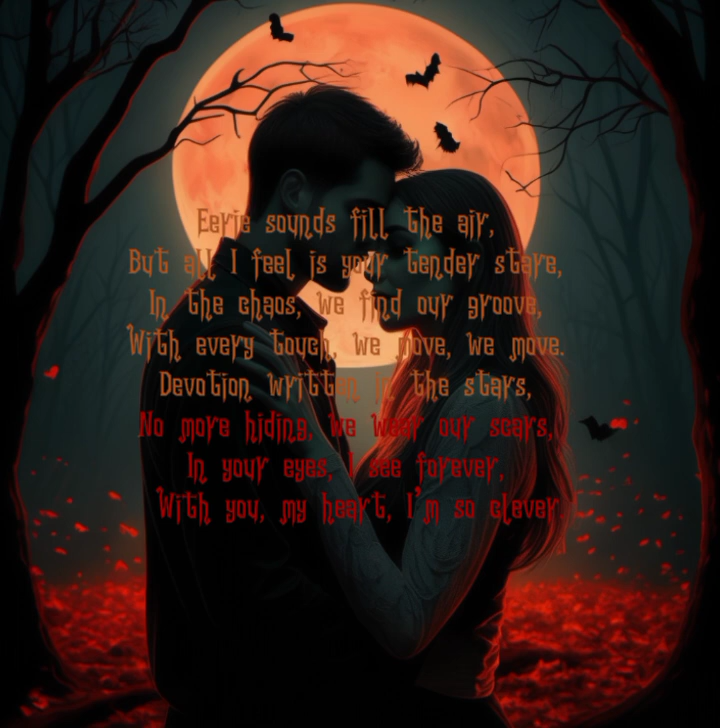 Eerie sounds fill the air,
But all I feel is your tender stare,
In the chaos, we find our groove,
With every touch, we move, we move.
Devotion written in the stars,
No more hiding, we wear our scars,
In your eyes, I see forever,
With you, my heart, I'm so clever